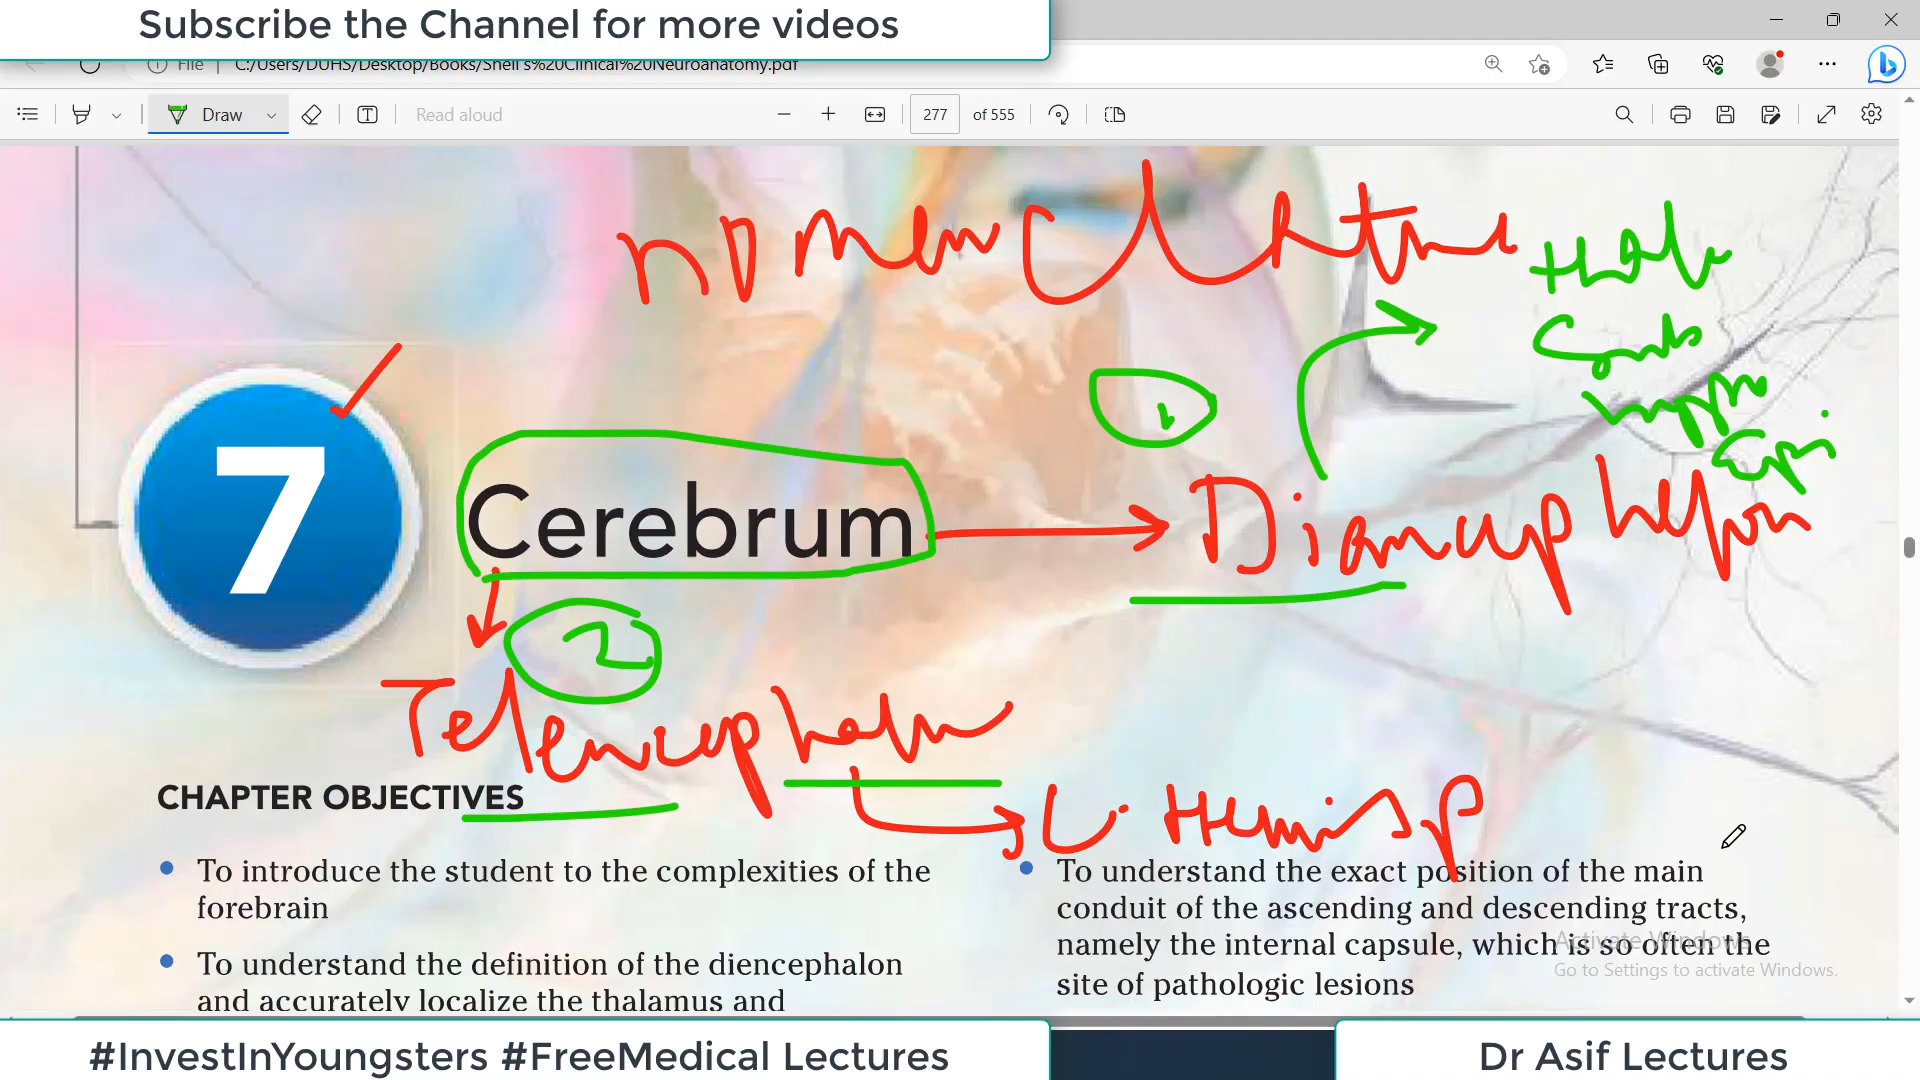 Subscribe the Channel for more videos
File | C:/Users/DUHS/Desktop/Books/Snell's%20Clinical%20Neuroanatomy.pdf
Draw
Read aloud
277 of 555
1
7
Cerebrum
2
CHAPTER OBJECTIVES
To introduce the student to the complexities of the
forebrain
To understand the definition of the diencephalon
and accurately localize the thalamus and
To understand the exact position of the main
conduit of the ascending and descending tracts,
namely the internal capsule, which is so often the
site of pathologic lesions
Activate Windows
Go to Settings to activate Windows.
#InvestInYoungsters #FreeMedical Lectures
Dr Asif Lectures